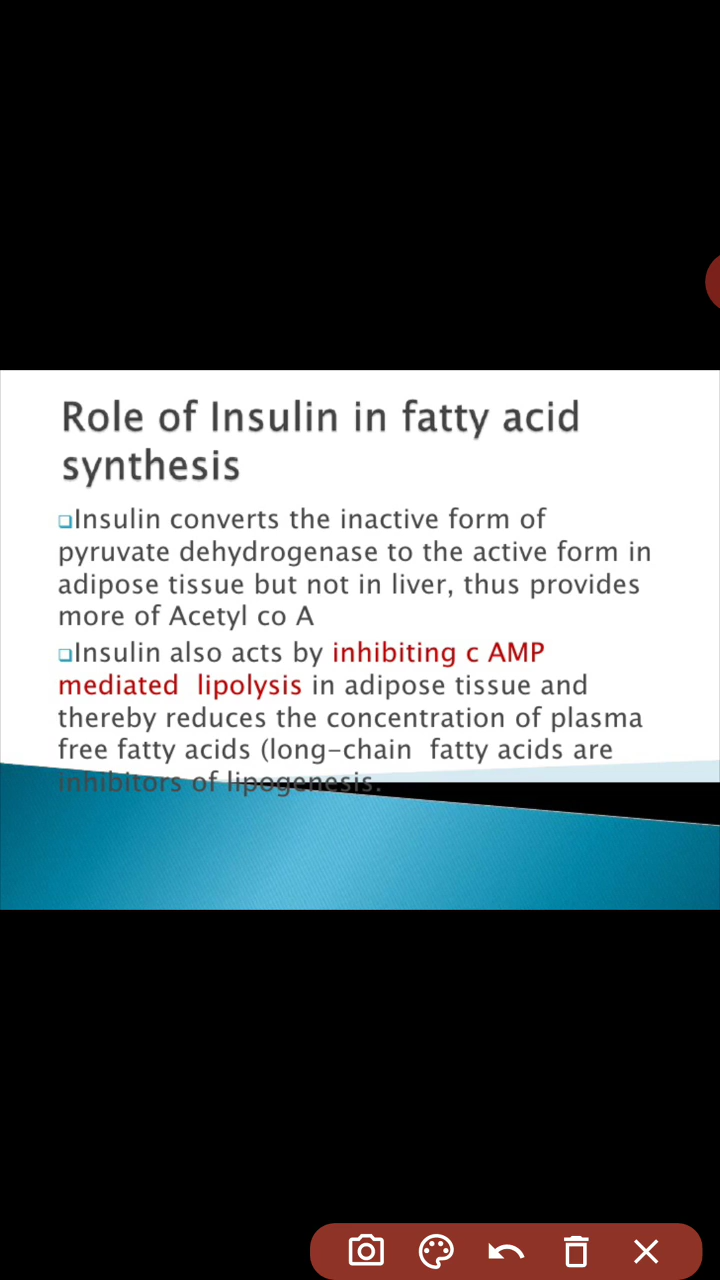 Role of Insulin in fatty acid
synthesis
❑Insulin converts the inactive form of
pyruvate dehydrogenase to the active form in
adipose tissue but not in liver, thus provides
more of Acetyl co A
❑Insulin also acts by inhibiting c AMP
mediated  lipolysis in adipose tissue and
thereby reduces the concentration of plasma
free fatty acids (long-chain  fatty acids are
inhibitors of lipogenesis.